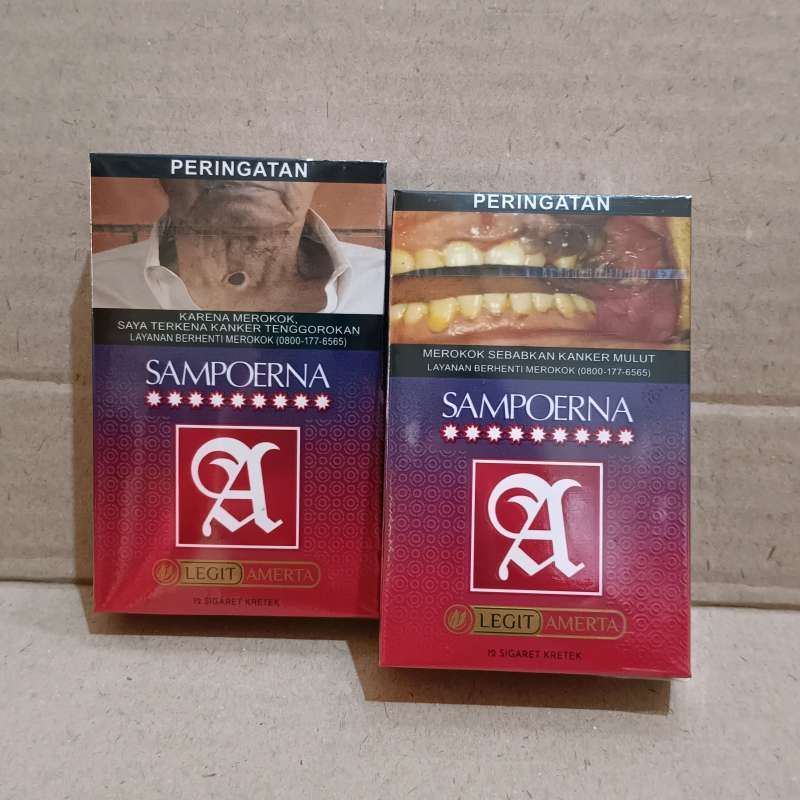 PERINGATAN
KARENA MEROKOK,
SAYA TERKENA KANKER TENGGOROKAN
LAYANAN BERHENTI MEROKOK (0800-177-6565)
SAMPOERNA
A
LEGIT AMERTA
12 SIGARET KRETEK
PERINGATAN
MEROKOK SEBABKAN KANKER MULUT
LAYANAN BERHENTI MEROKOK (0800-177-6565)
SAMPOERNA
A
LEGIT AMERTA
12 SIGARET KRETEK